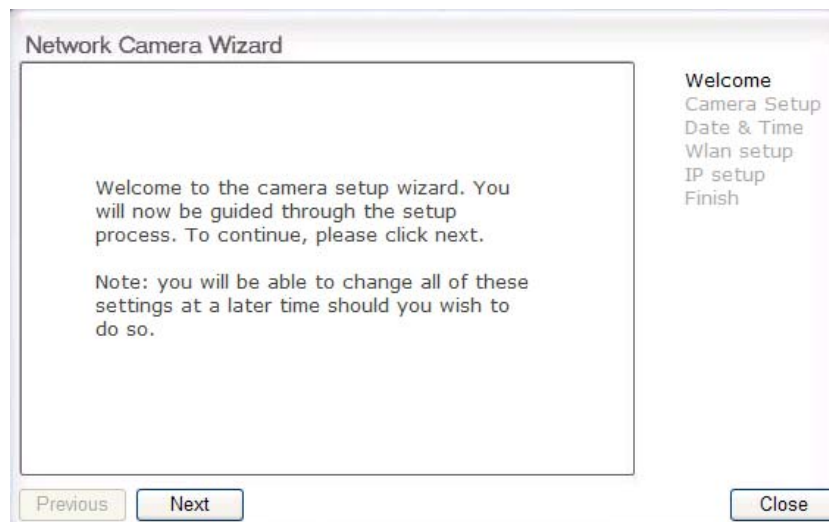 Network Camera Wizard
Welcome to the camera setup wizard. You
will now be guided through the setup
process. To continue, please click next.
Note: you will be able to change all of these
settings at a later time should you wish to
do so.
Welcome
Camera Setup
Date & Time
Wlan setup
IP setup
Finish
Previous
Next
Close